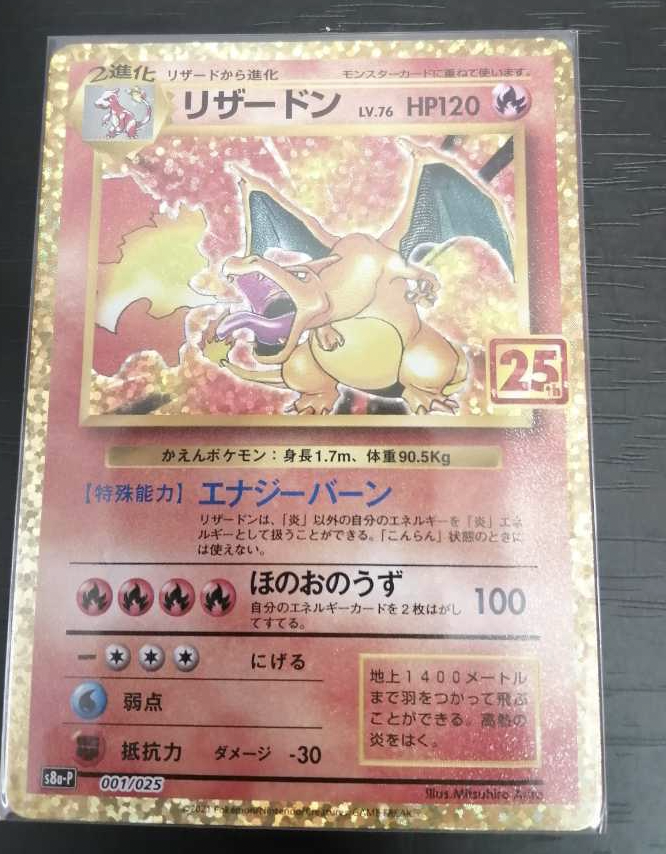 2進化 リザードから進化 モンスターカードに重ねて使います。
リザードン LV.76 HP120
25th
かえんポケモン：身長1.7m、体重90.5Kg
【特殊能力】 エナジーバーン
リザードンは、「炎」以外の自分のエネルギーを「炎」エネ
ルギーとして扱うことができる。「こんらん」状態のときに
は使えない。
ほのおのうず 100
自分のエネルギーカードを2枚はがし
てすてる。
にげる
弱点
抵抗力 ダメージ -30
地上1400メートル
まで羽をつかって飛ぶ
ことができる。高熱の
炎をはく。
s8a-P 001/025 Illus.Mitsuhiro Arita
©2021 Pokémon/Nintendo/Creatures/GAME FREAK.